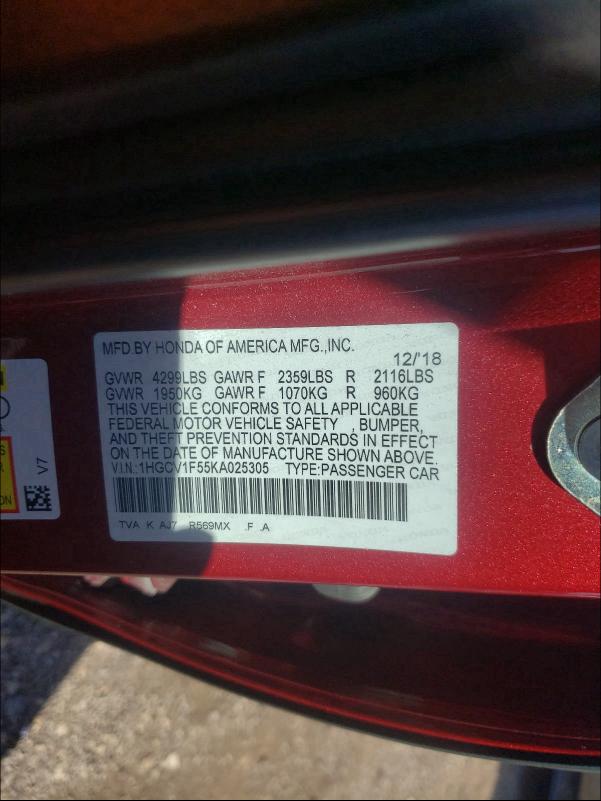 MFD BY HONDA OF AMERICA MFG.,INC.
12/'18
GVWR 4299LBS GAWR F 2359LBS R 2116LBS
GVWR 1950KG GAWR F 1070KG R 960KG
THIS VEHICLE CONFORMS TO ALL APPLICABLE
FEDERAL MOTOR VEHICLE SAFETY , BUMPER,
AND THEFT PREVENTION STANDARDS IN EFFECT
ON THE DATE OF MANUFACTURE SHOWN ABOVE.
V.I.N.:1HGCV1F55KA025305 TYPE:PASSENGER CAR
TVA K AJ7 R569MX .F .A
V7